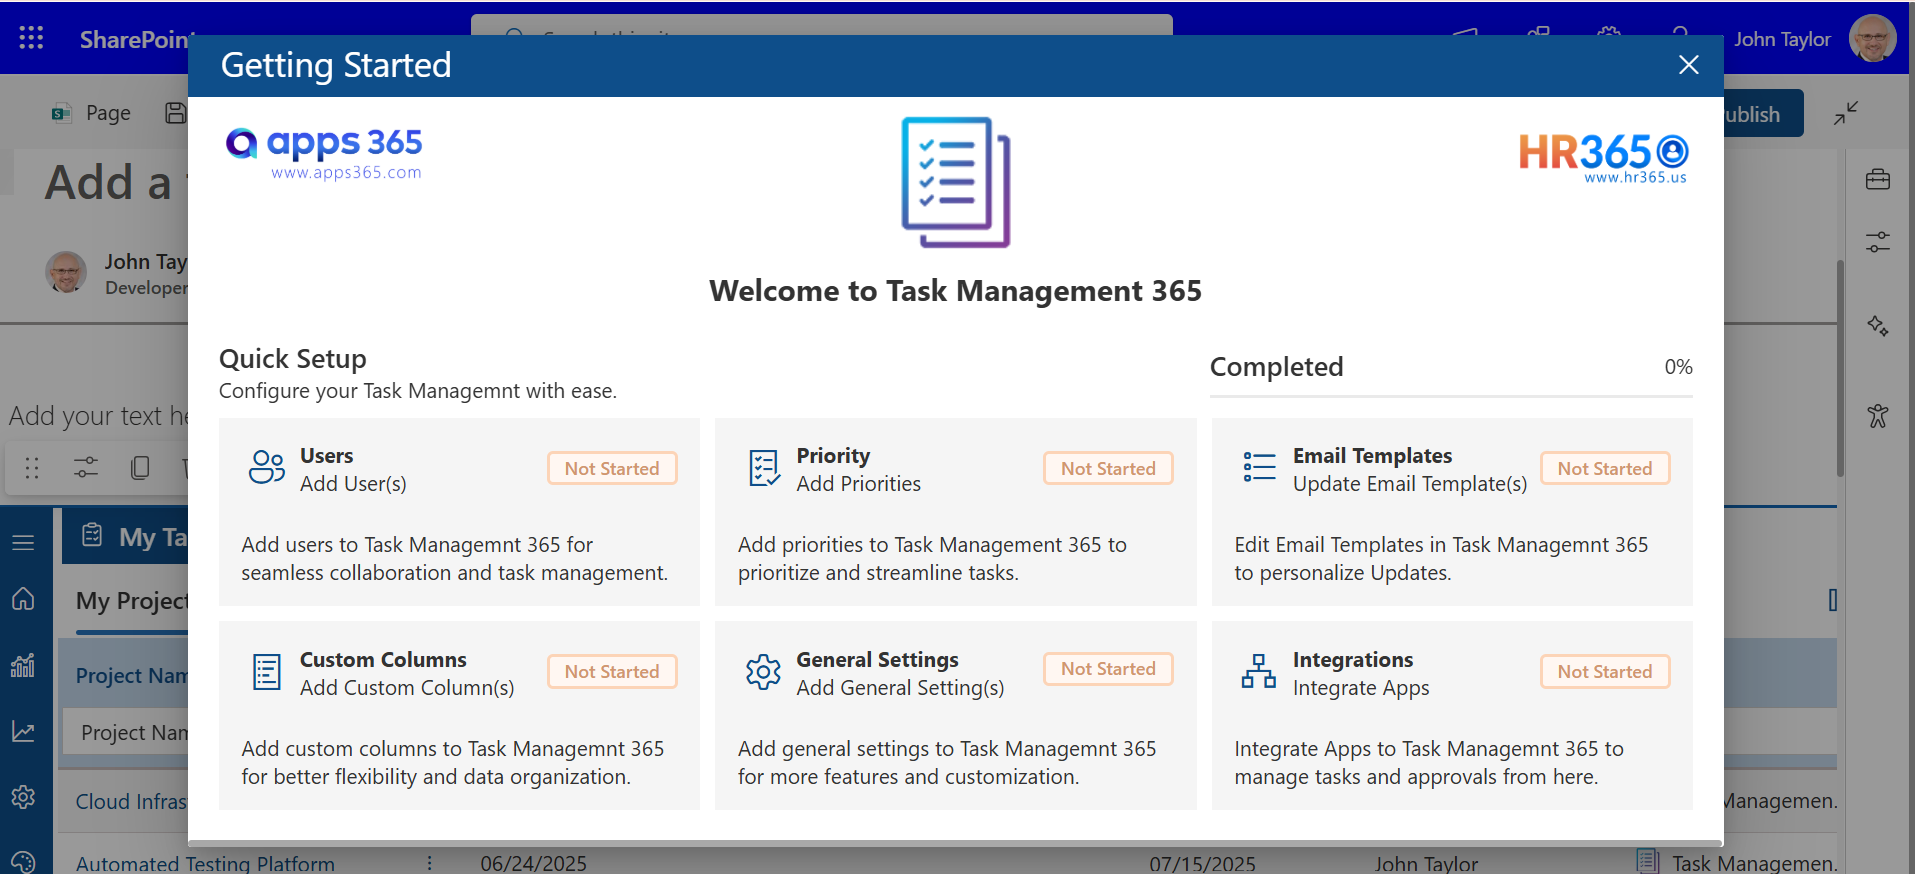 SharePoint
John Taylor
Getting Started
Page
ublish
apps 365
www.apps365.com
HR365
www.hr365.us
Add a
John Tay
Developer
Welcome to Task Management 365
Quick Setup
Configure your Task Managemnt with ease.
Completed
0%
Add your text he
Users
Add User(s)
Not Started
Add users to Task Managemnt 365 for
seamless collaboration and task management.
Priority
Add Priorities
Not Started
Add priorities to Task Management 365 to
prioritize and streamline tasks.
Email Templates
Update Email Template(s)
Not Started
Edit Email Templates in Task Managemnt 365
to personalize Updates.
My Ta
My Project
Custom Columns
Add Custom Column(s)
Not Started
Add custom columns to Task Managemnt 365
for better flexibility and data organization.
General Settings
Add General Setting(s)
Not Started
Add general settings to Task Managemnt 365
for more features and customization.
Integrations
Integrate Apps
Not Started
Integrate Apps to Task Managemnt 365 to
manage tasks and approvals from here.
Project Nam
Project Nam
Cloud Infras
Managemen.
Automated Testing Platform
06/24/2025
07/15/2025
John Taylor
Task Managemen.